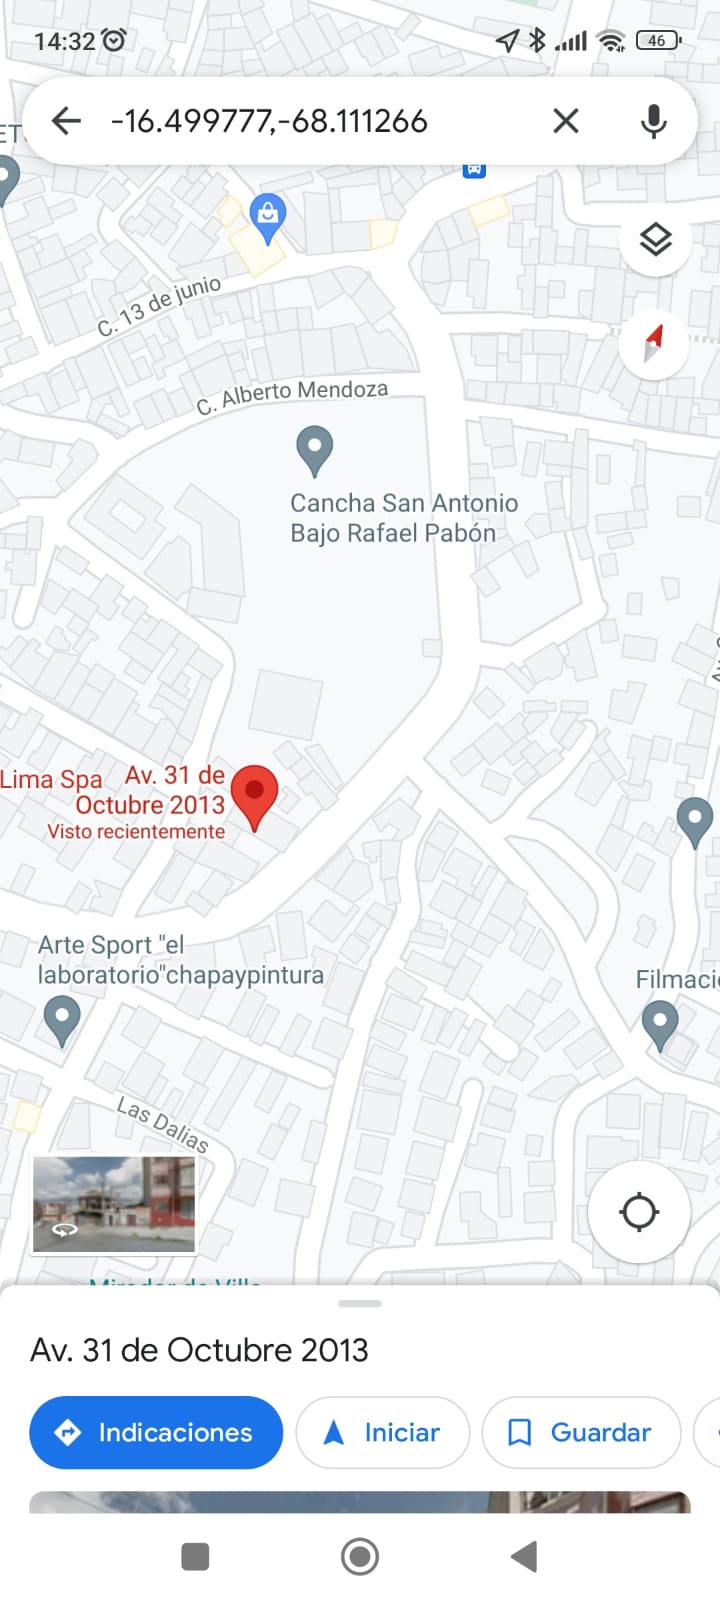 14:32
46
-16.499777,-68.111266
C. 13 de junio
C. Alberto Mendoza
Cancha San Antonio
Bajo Rafael Pabón
Lima Spa
Av. 31 de
Octubre 2013
Visto recientemente
Arte Sport "el
laboratorio"chapaypintura
Filmaci
Las Dalias
Av. 31 de Octubre 2013
Indicaciones
Iniciar
Guardar